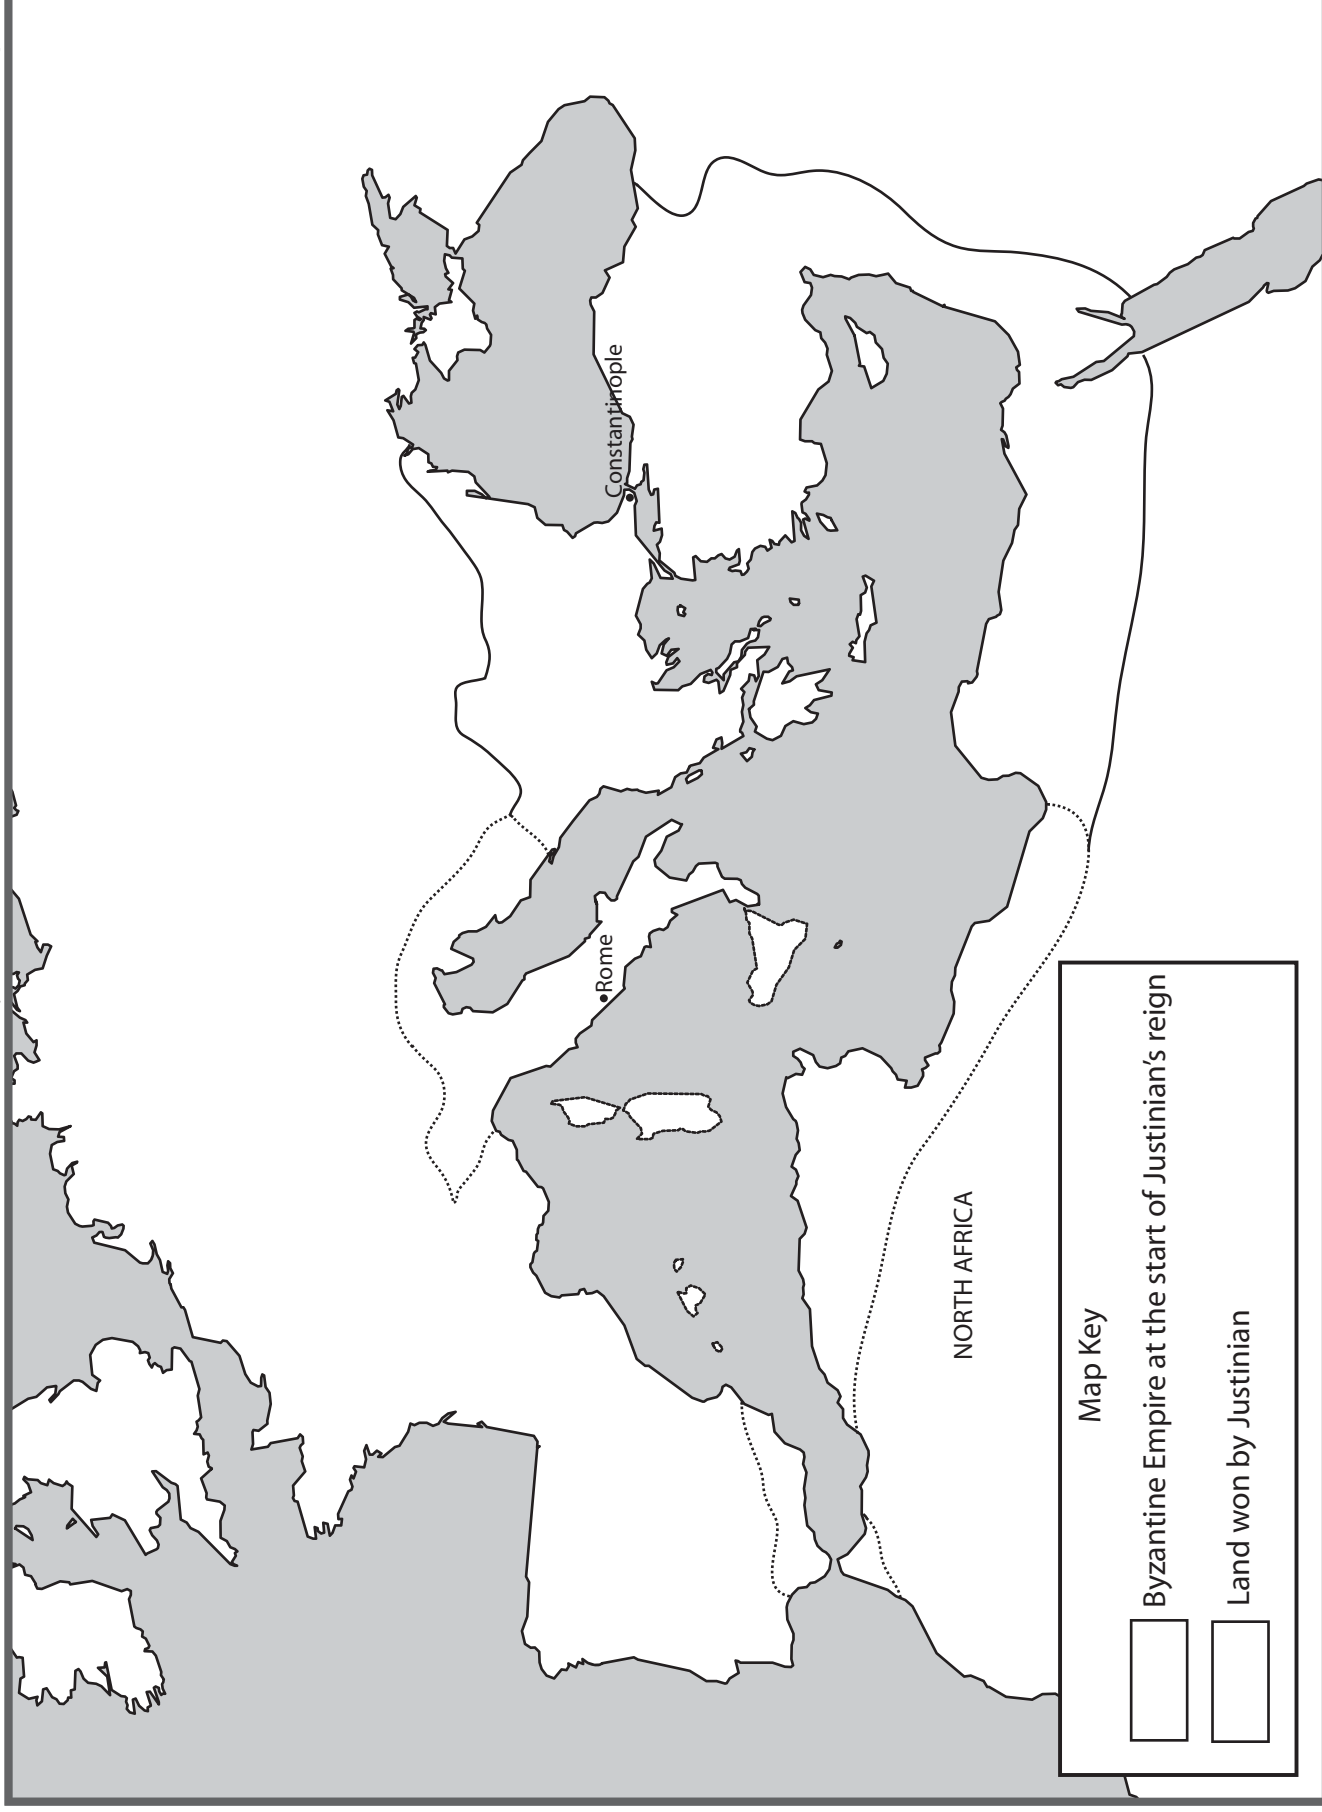 Constantinople
Rome
NORTH AFRICA
Map Key
Byzantine Empire at the start of Justinian's reign
Land won by Justinian